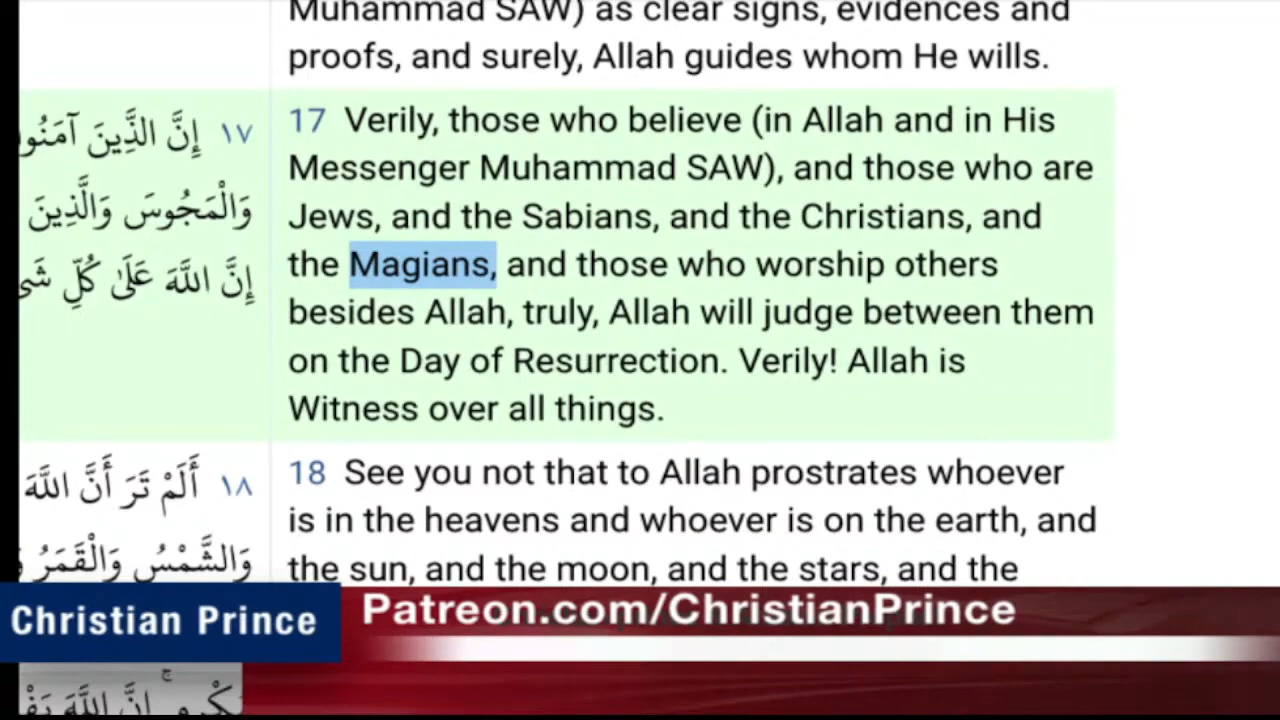 Muhammad SAW) as clear signs, evidences and
proofs, and surely, Allah guides whom He wills.
١٧ إِنَّ الَّذِينَ آمَنُوا
وَالْمَجُوسَ وَالَّذِينَ
إِنَّ اللَّهَ عَلَىٰ كُلِّ
17 Verily, those who believe (in Allah and in His
Messenger Muhammad SAW), and those who are
Jews, and the Sabians, and the Christians, and
the Magians, and those who worship others
besides Allah, truly, Allah will judge between them
on the Day of Resurrection. Verily! Allah is
Witness over all things.
١٨ أَلَمْ تَرَ أَنَّ اللَّهَ
وَالشَّمْسُ وَالْقَمَرُ
18 See you not that to Allah prostrates whoever
is in the heavens and whoever is on the earth, and
the sun, and the moon, and the stars, and the
Christian Prince
Patreon.com/ChristianPrince